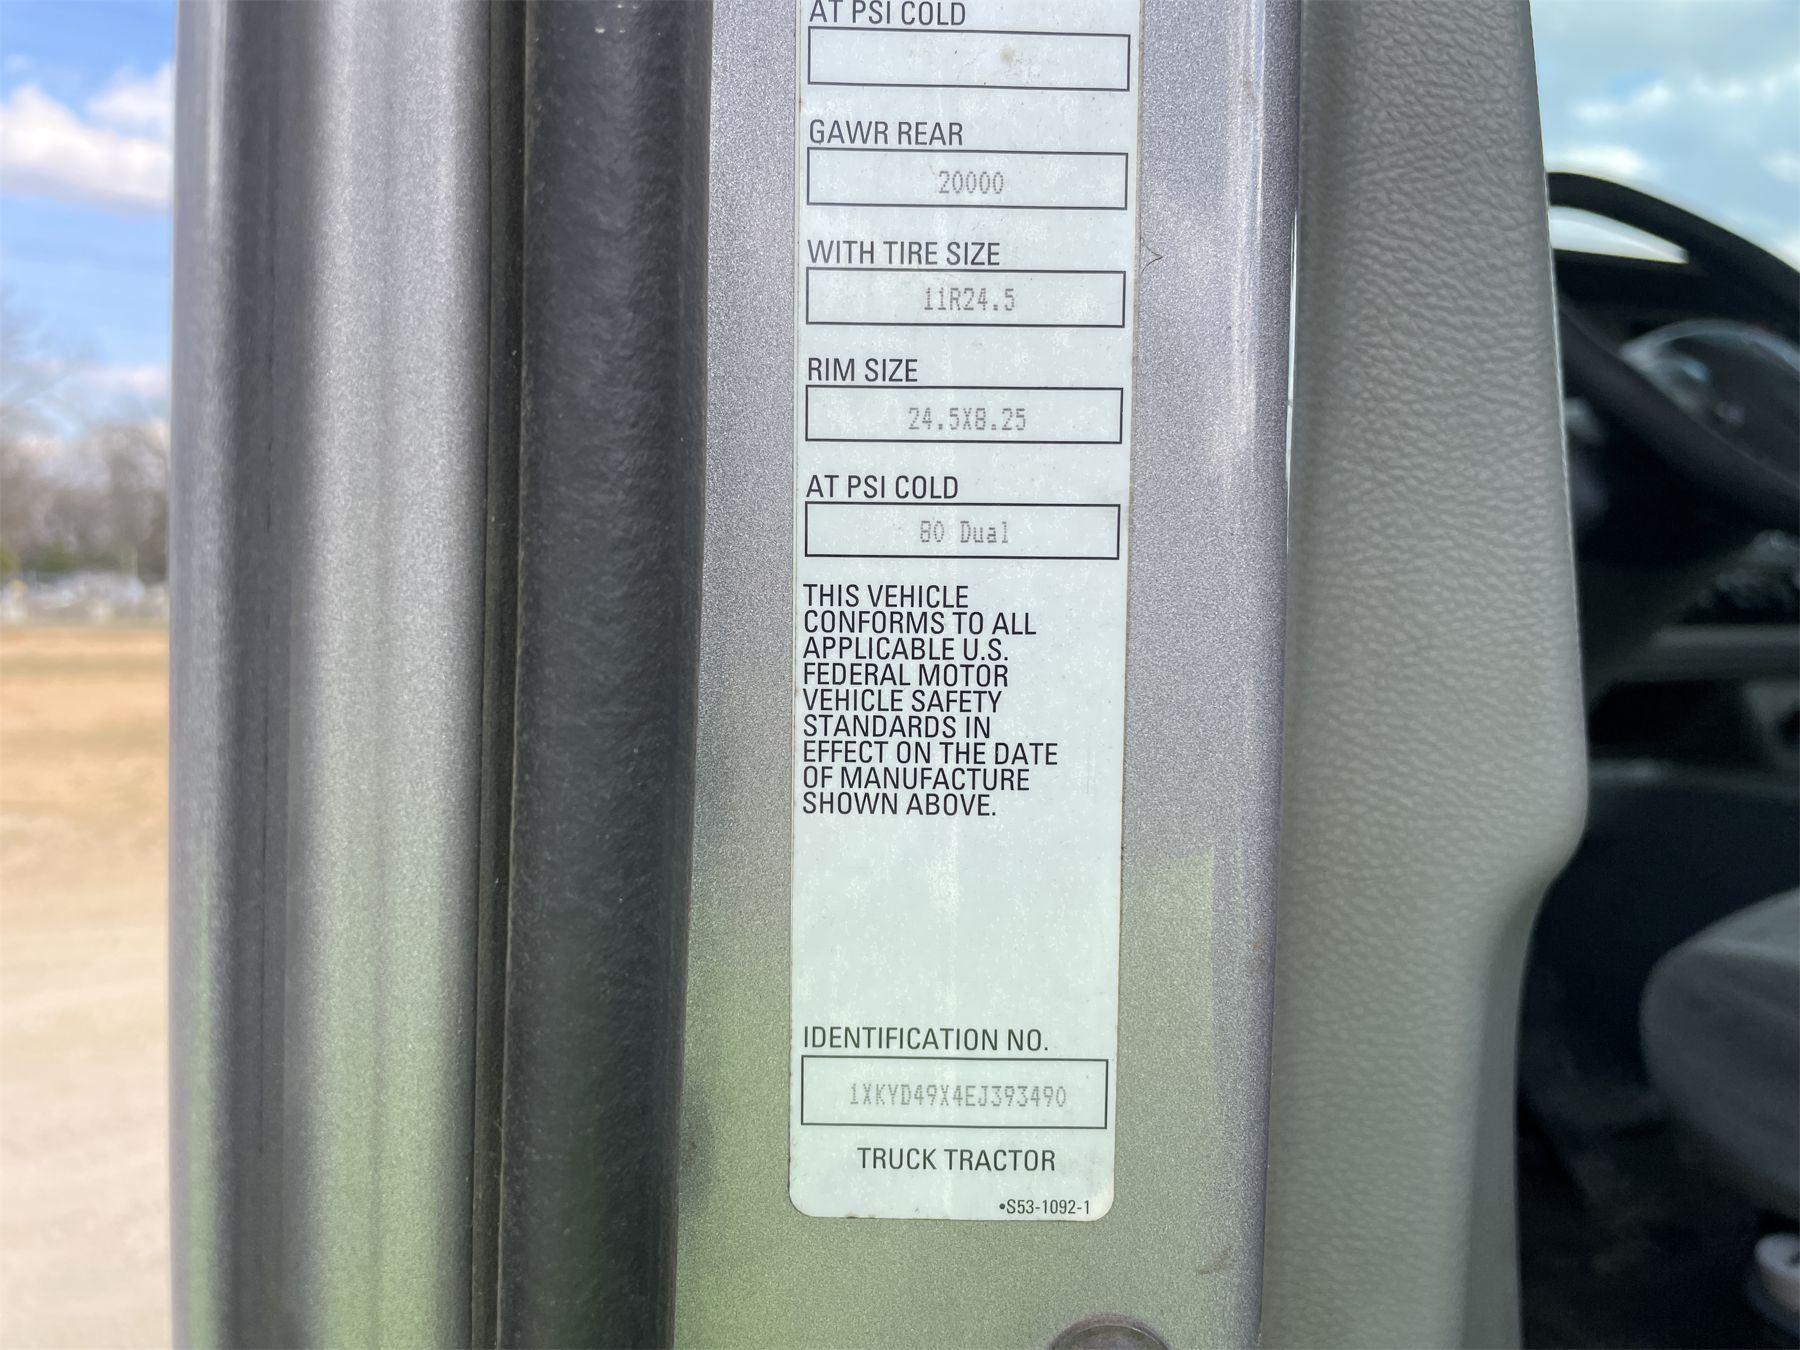 AT PSI COLD
GAWR REAR
20000
WITH TIRE SIZE
11R24.5
RIM SIZE
24.5X8.25
AT PSI COLD
80 Dual
THIS VEHICLE
CONFORMS TO ALL
APPLICABLE U.S.
FEDERAL MOTOR
VEHICLE SAFETY
STANDARDS IN
EFFECT ON THE DATE
OF MANUFACTURE
SHOWN ABOVE.
IDENTIFICATION NO.
1XKYD49X4EJ393490
TRUCK TRACTOR
•S53-1092-1